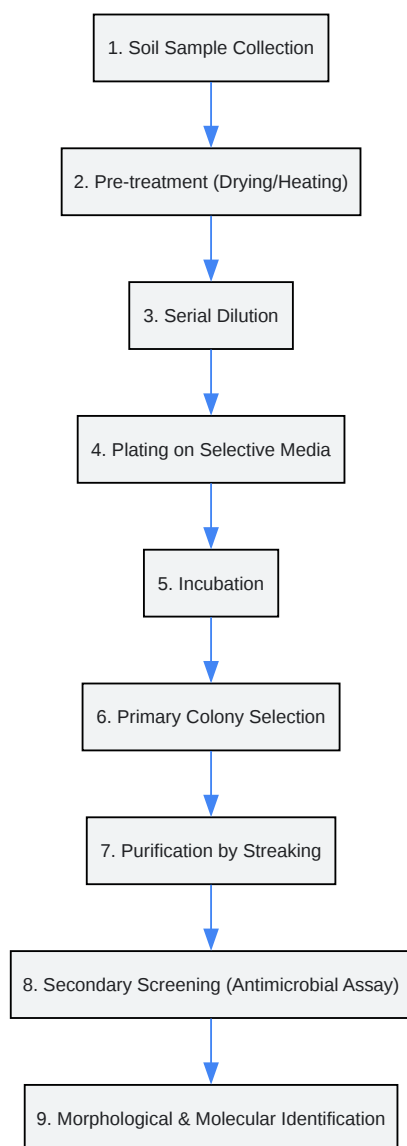 1. Soil Sample Collection
2. Pre-treatment (Drying/Heating)
3. Serial Dilution
4. Plating on Selective Media
5. Incubation
6. Primary Colony Selection
7. Purification by Streaking
8. Secondary Screening (Antimicrobial Assay)
9. Morphological & Molecular Identification